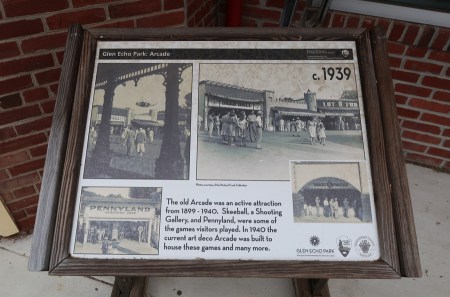 Glen Echo Park: Arcade
c. 1939
PENNYLAND
The old Arcade was an active attraction
from 1899 - 1940. Skeeball, a Shooting
Gallery, and Pennyland, were some of
the games visitors played. In 1940 the
current art deco Arcade was built to
house these games and many more.
GLEN ECHO PARK